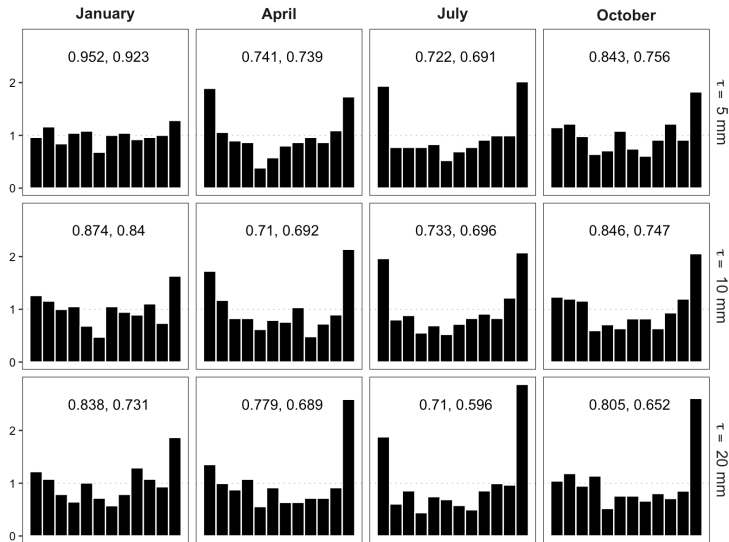 January April July October
0.952, 0.923 0.741, 0.739 0.722, 0.691 0.843, 0.756
2
1
0
τ = 5 mm
0.874, 0.84 0.71, 0.692 0.733, 0.696 0.846, 0.747
2
1
0
τ = 10 mm
0.838, 0.731 0.779, 0.689 0.71, 0.596 0.805, 0.652
2
1
0
τ = 20 mm